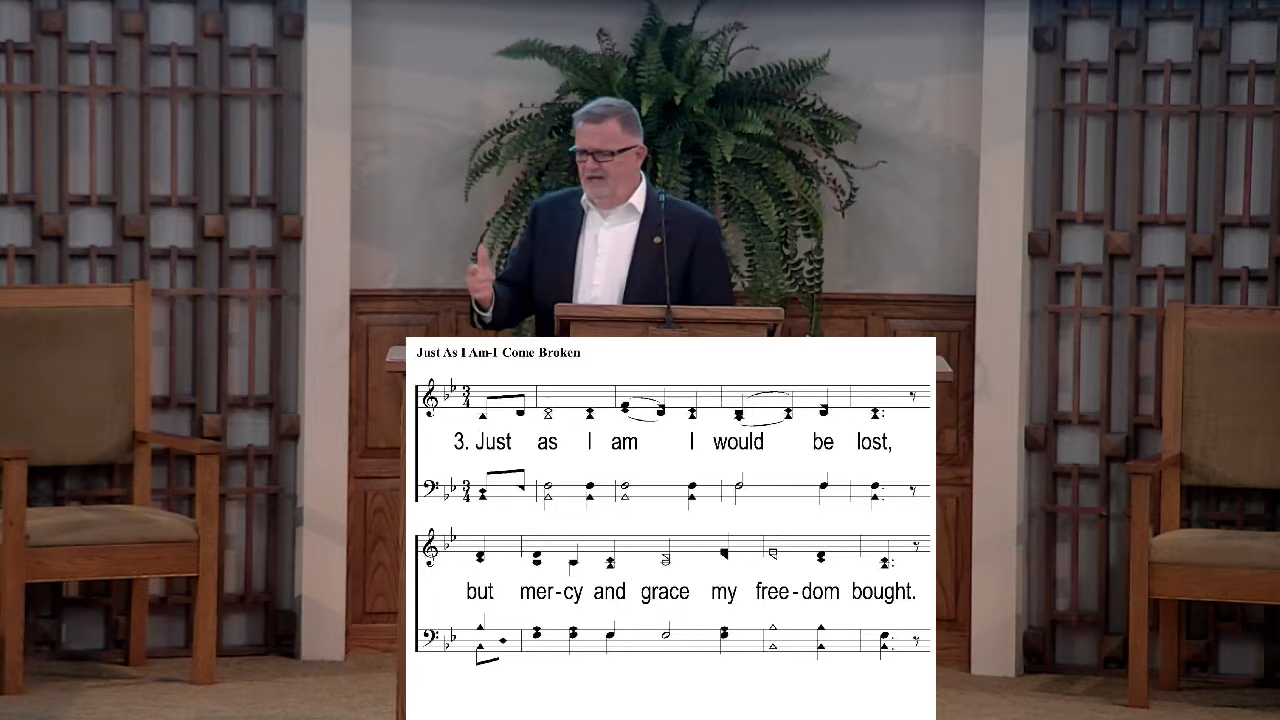 Just As I Am-I Come Broken
3. Just as I am I would be lost,
but mer-cy and grace my free-dom bought.